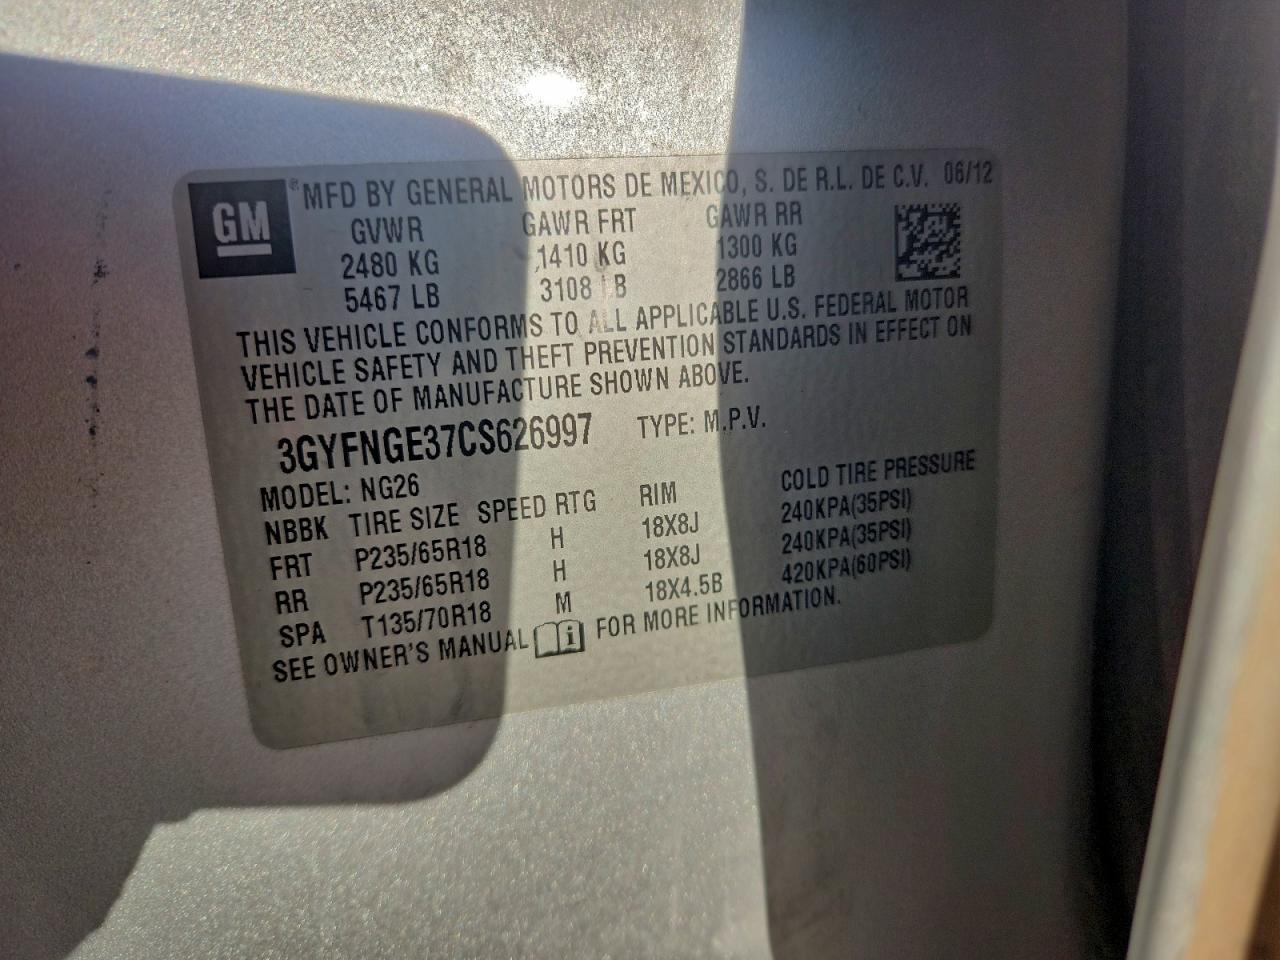 GM ® MFD BY GENERAL MOTORS DE MEXICO, S. DE R.L. DE C.V. 06/12
GVWR GAWR FRT GAWR RR
2480 KG 1410 KG 1300 KG
5467 LB 3108 LB 2866 LB
THIS VEHICLE CONFORMS TO ALL APPLICABLE U.S. FEDERAL MOTOR
VEHICLE SAFETY AND THEFT PREVENTION STANDARDS IN EFFECT ON
THE DATE OF MANUFACTURE SHOWN ABOVE.
3GYFNGE37CS626997 TYPE: M.P.V.
MODEL: NG26
NBBK TIRE SIZE SPEED RTG RIM COLD TIRE PRESSURE
FRT P235/65R18 H 18X8J 240KPA(35PSI)
RR P235/65R18 H 18X8J 240KPA(35PSI)
SPA T135/70R18 M 18X4.5B 420KPA(60PSI)
SEE OWNER'S MANUAL FOR MORE INFORMATION.